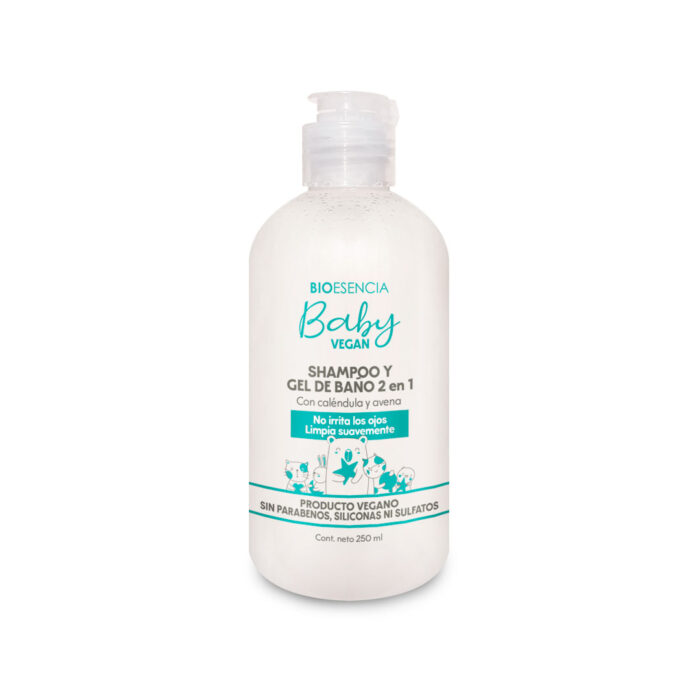 BIOESENCIA
Baby
VEGAN
SHAMPOO Y
GEL DE BAÑO 2 en 1
Con caléndula y avena
No irrita los ojos
Limpia suavemente
PRODUCTO VEGANO
SIN PARABENOS, SILICONAS NI SULFATOS
Cont. neto 250 ml